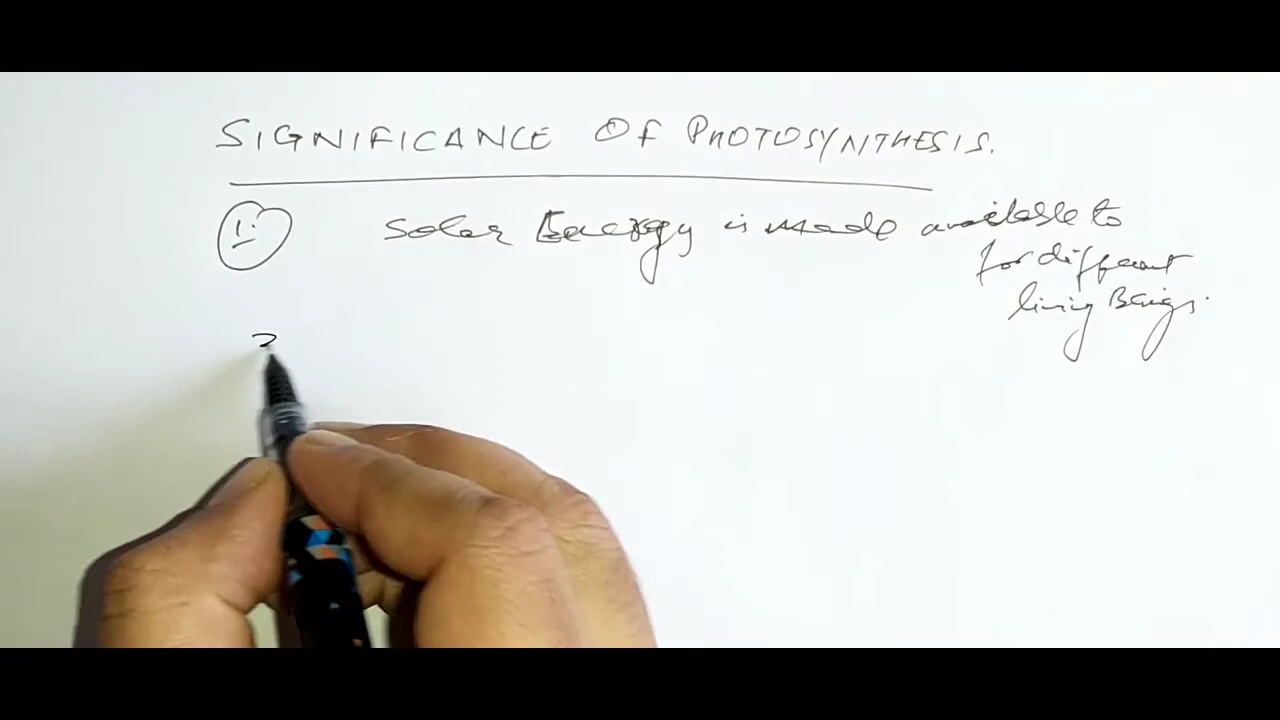 SIGNIFICANCE OF PHOTOSYNTHESIS.
1. Solar Energy is made available to
for different
living Beings.
2